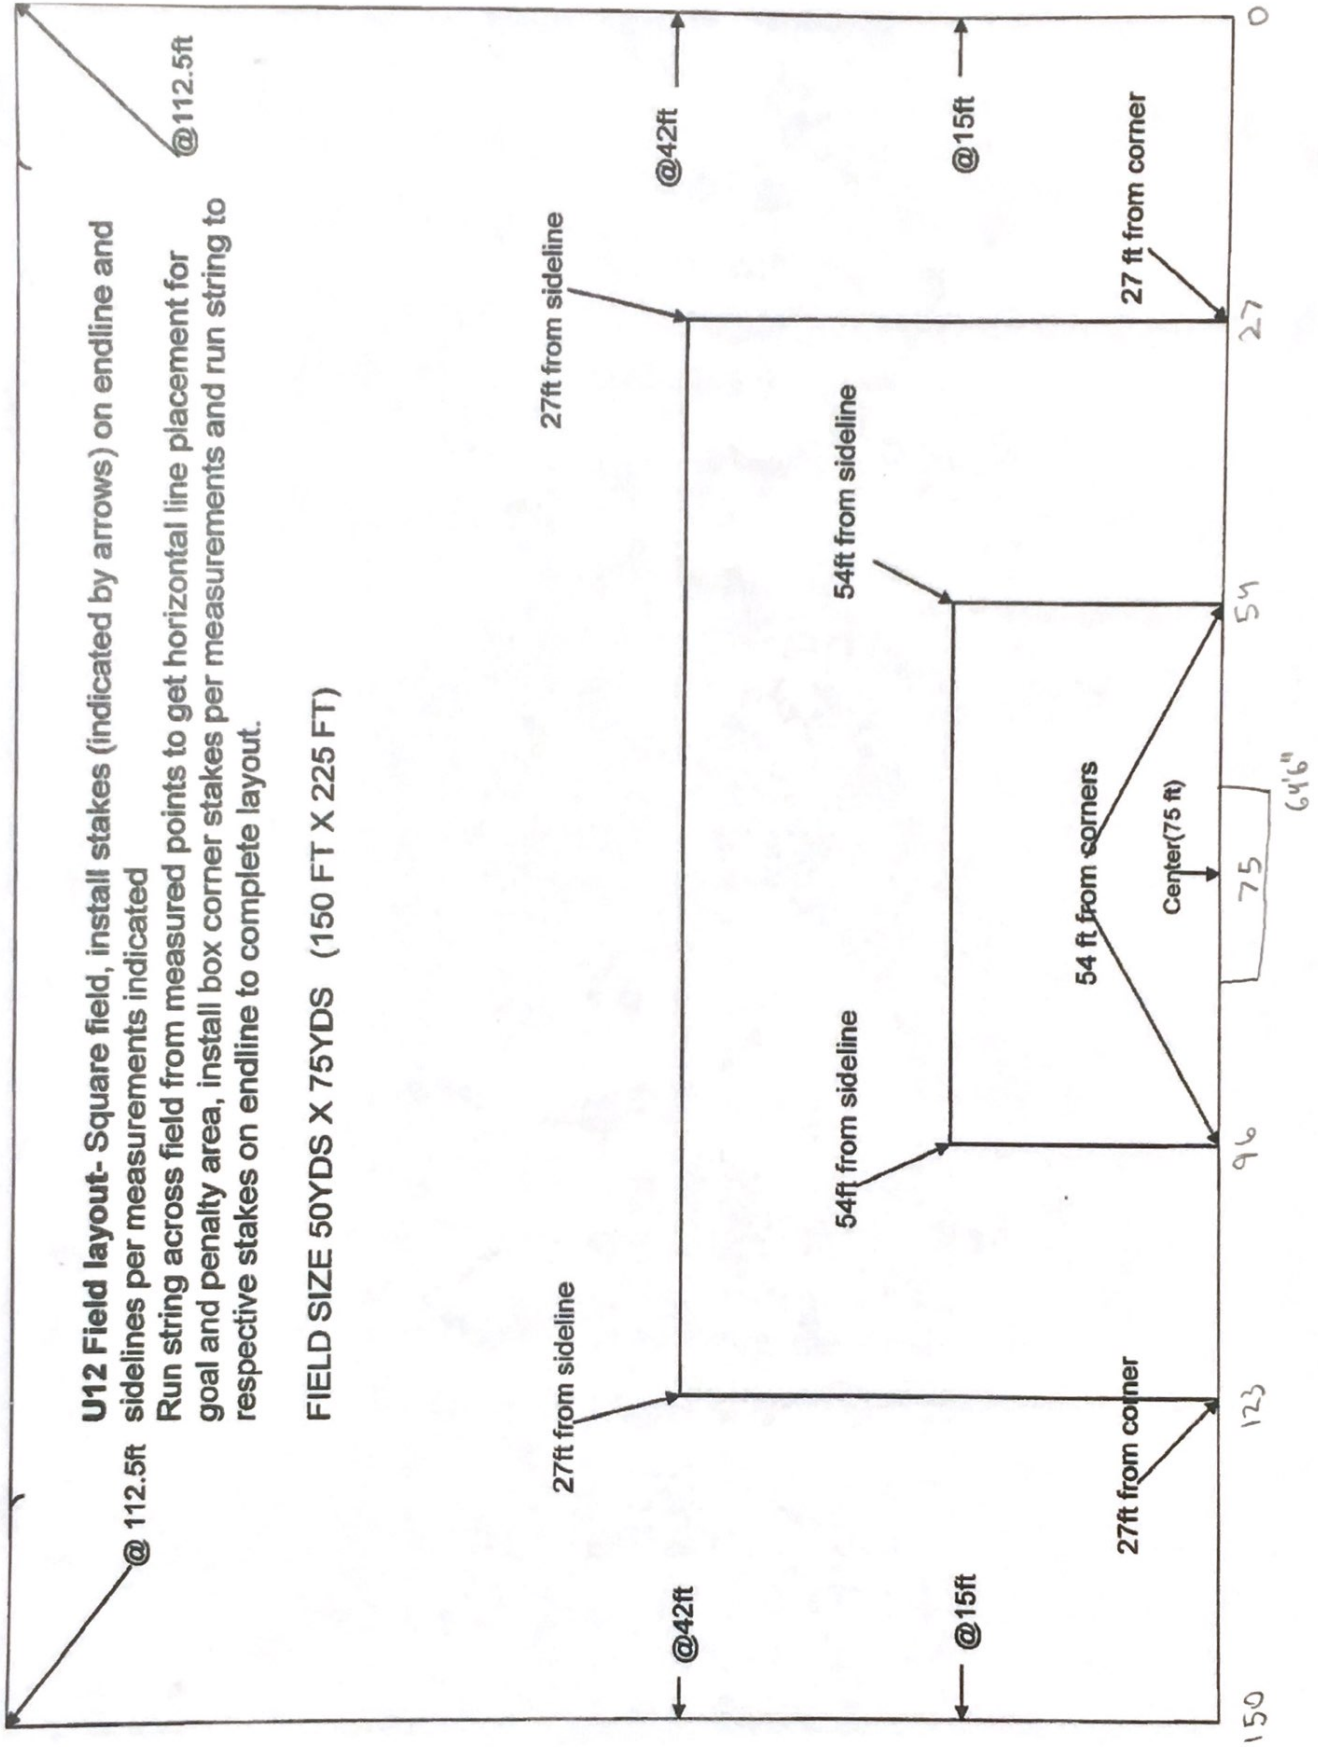 @ 112.5ft
U12 Field layout- Square field, install stakes (indicated by arrows) on endline and
sidelines per measurements indicated
Run string across field from measured points to get horizontal line placement for
goal and penalty area, install box corner stakes per measurements and run string to
respective stakes on endline to complete layout.
@112.5ft
FIELD SIZE 50YDS X 75YDS (150 FT X 225 FT)
27ft from sideline
27ft from sideline
@42ft
@42ft
54ft from sideline
54ft from sideline
@15ft
@15ft
27ft from corner
54 ft from corners
27 ft from corner
Center(75 ft)
150
123
96
75
54
27
0
64'6"